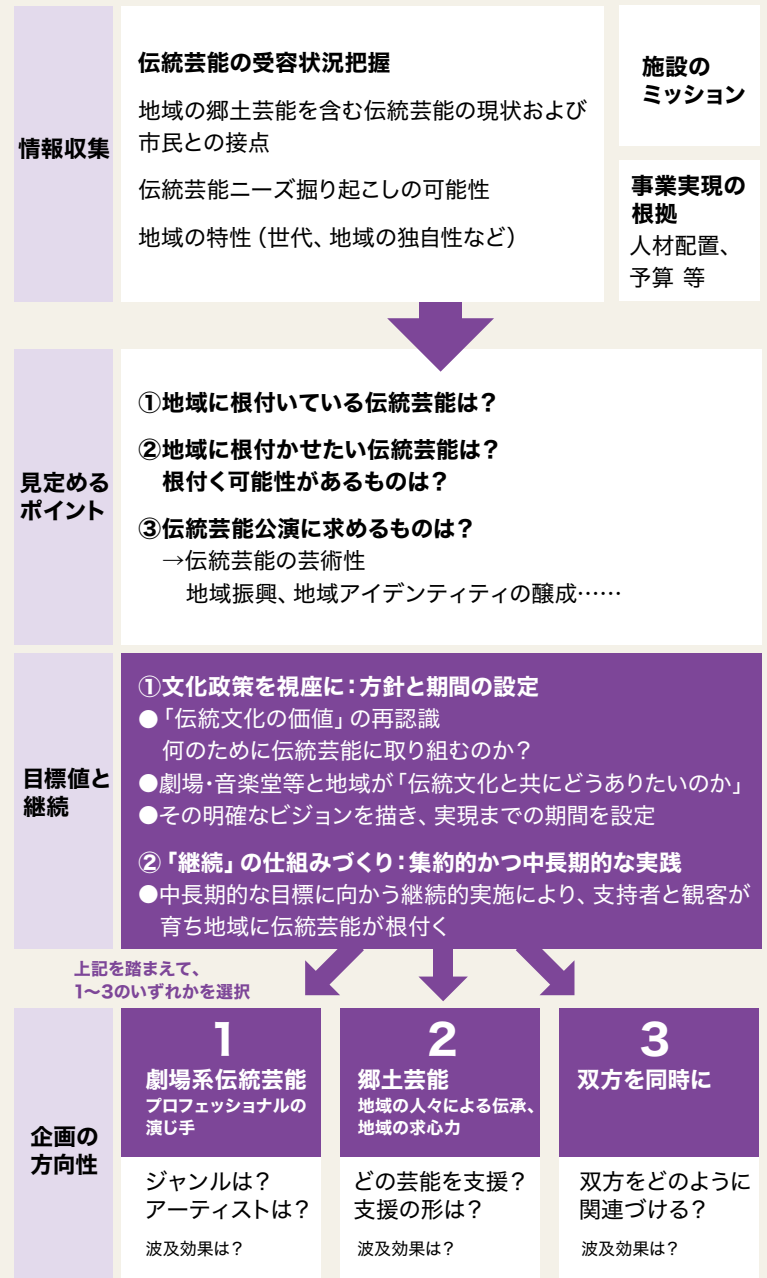 情報収集
伝統芸能の受容状況把握
地域の郷土芸能を含む伝統芸能の現状および
市民との接点
伝統芸能ニーズ掘り起こしの可能性
地域の特性（世代、地域の独自性など）
施設の
ミッション
事業実現の
根拠
人材配置、
予算 等
見定める
ポイント
①地域に根付いている伝統芸能は？
②地域に根付かせたい伝統芸能は？
根付く可能性があるものは？
③伝統芸能公演に求めるものは？
→伝統芸能の芸術性
地域振興、地域アイデンティティの醸成……
目標値と
継続
①文化政策を視座に：方針と期間の設定
●「伝統文化の価値」の再認識
何のために伝統芸能に取り組むのか？
●劇場・音楽堂等と地域が「伝統文化と共にどうありたいのか」
●その明確なビジョンを描き、実現までの期間を設定
②「継続」の仕組みづくり：集約的かつ中長期的な実践
●中長期的な目標に向かう継続的実施により、支持者と観客が
育ち地域に伝統芸能が根付く
上記を踏まえて、
1〜3のいずれかを選択
企画の
方向性
1
劇場系伝統芸能
プロフェッショナルの
演じ手
ジャンルは？
アーティストは？
波及効果は？
2
郷土芸能
地域の人々による伝承、
地域の求心力
どの芸能を支援？
支援の形は？
波及効果は？
3
双方を同時に
双方をどのように
関連づける？
波及効果は？